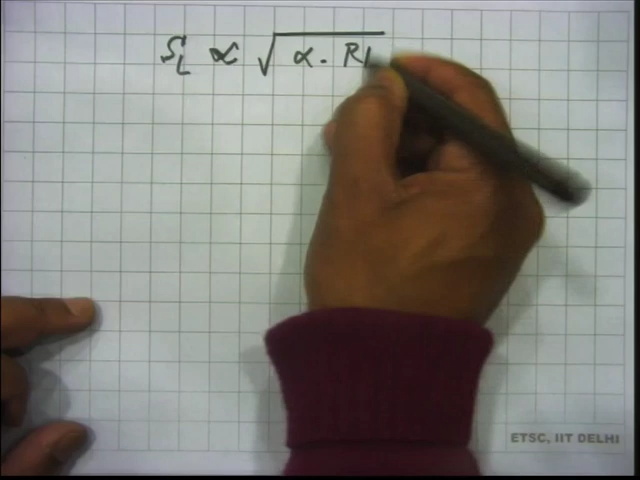 S_L ∝ √(α. R
ETSC, IIT DELHI